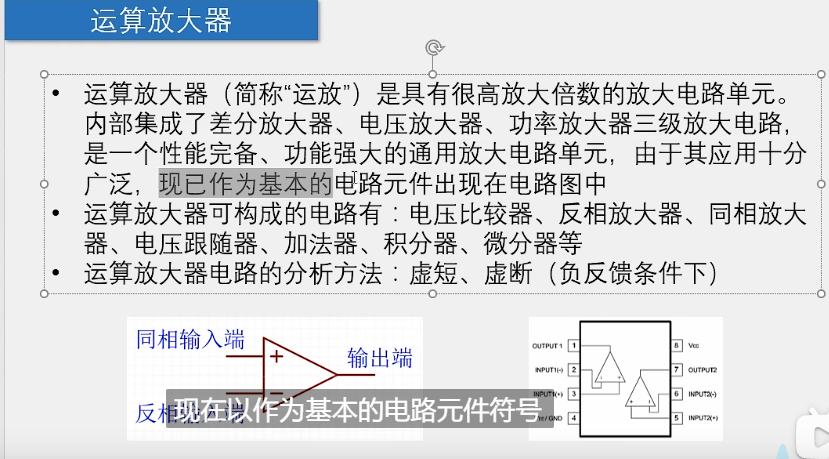 运算放大器
• 运算放大器（简称“运放”）是具有很高放大倍数的放大电路单元。
内部集成了差分放大器、电压放大器、功率放大器三级放大电路，
是一个性能完备、功能强大的通用放大电路单元，由于其应用十分
广泛，现已作为基本的电路元件出现在电路图中
• 运算放大器可构成的电路有：电压比较器、反相放大器、同相放大
器、电压跟随器、加法器、积分器、微分器等
• 运算放大器电路的分析方法：虚短、虚断（负反馈条件下）
同相输入端
+
输出端
反相
现在以作为基本的电路元件符号
OUTPUT 1 1
8 Vcc
INPUT1(-) 2
7 OUTPUT2
INPUT1(+) 3
6 INPUT2(-)
/ GND 4
5 INPUT2(+)